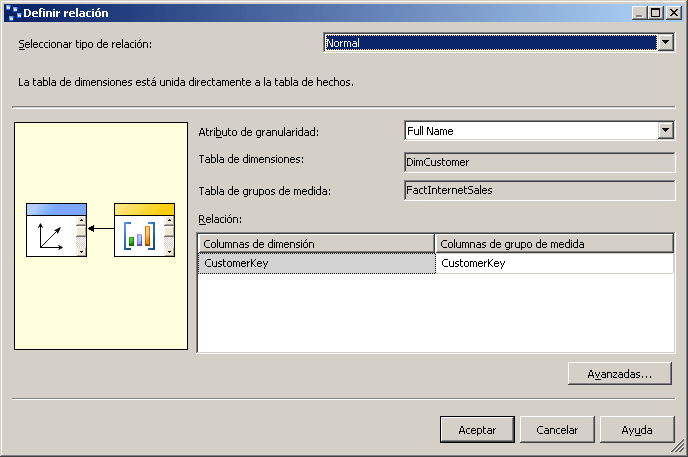 Definir relación
Seleccionar tipo de relación:
Normal
La tabla de dimensiones está unida directamente a la tabla de hechos.
Atributo de granularidad:
Full Name
Tabla de dimensiones:
DimCustomer
Tabla de grupos de medida:
FactInternetSales
Relación:
Columnas de dimensión
Columnas de grupo de medida
CustomerKey
CustomerKey
Avanzadas...
Aceptar
Cancelar
Ayuda